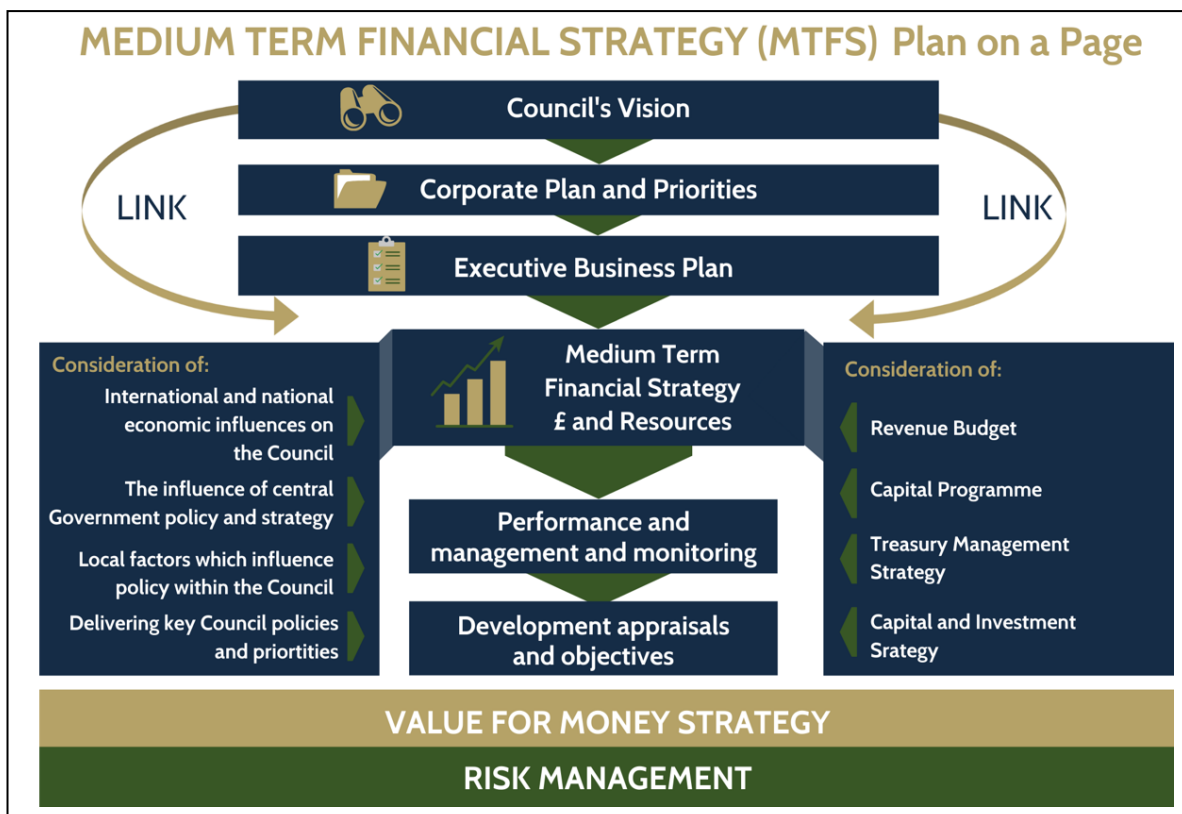 MEDIUM TERM FINANCIAL STRATEGY (MTFS) Plan on a Page
Council's Vision
LINK
Corporate Plan and Priorities
LINK
Executive Business Plan
Consideration of:
International and national
economic influences on
the Council
The influence of central
Government policy and strategy
Local factors which influence
policy within the Council
Delivering key Council policies
and priortities
Medium Term
Financial Strategy
£ and Resources
Performance and
management and monitoring
Development appraisals
and objectives
Consideration of:
Revenue Budget
Capital Programme
Treasury Management
Strategy
Capital and Investment
Srategy
VALUE FOR MONEY STRATEGY
RISK MANAGEMENT